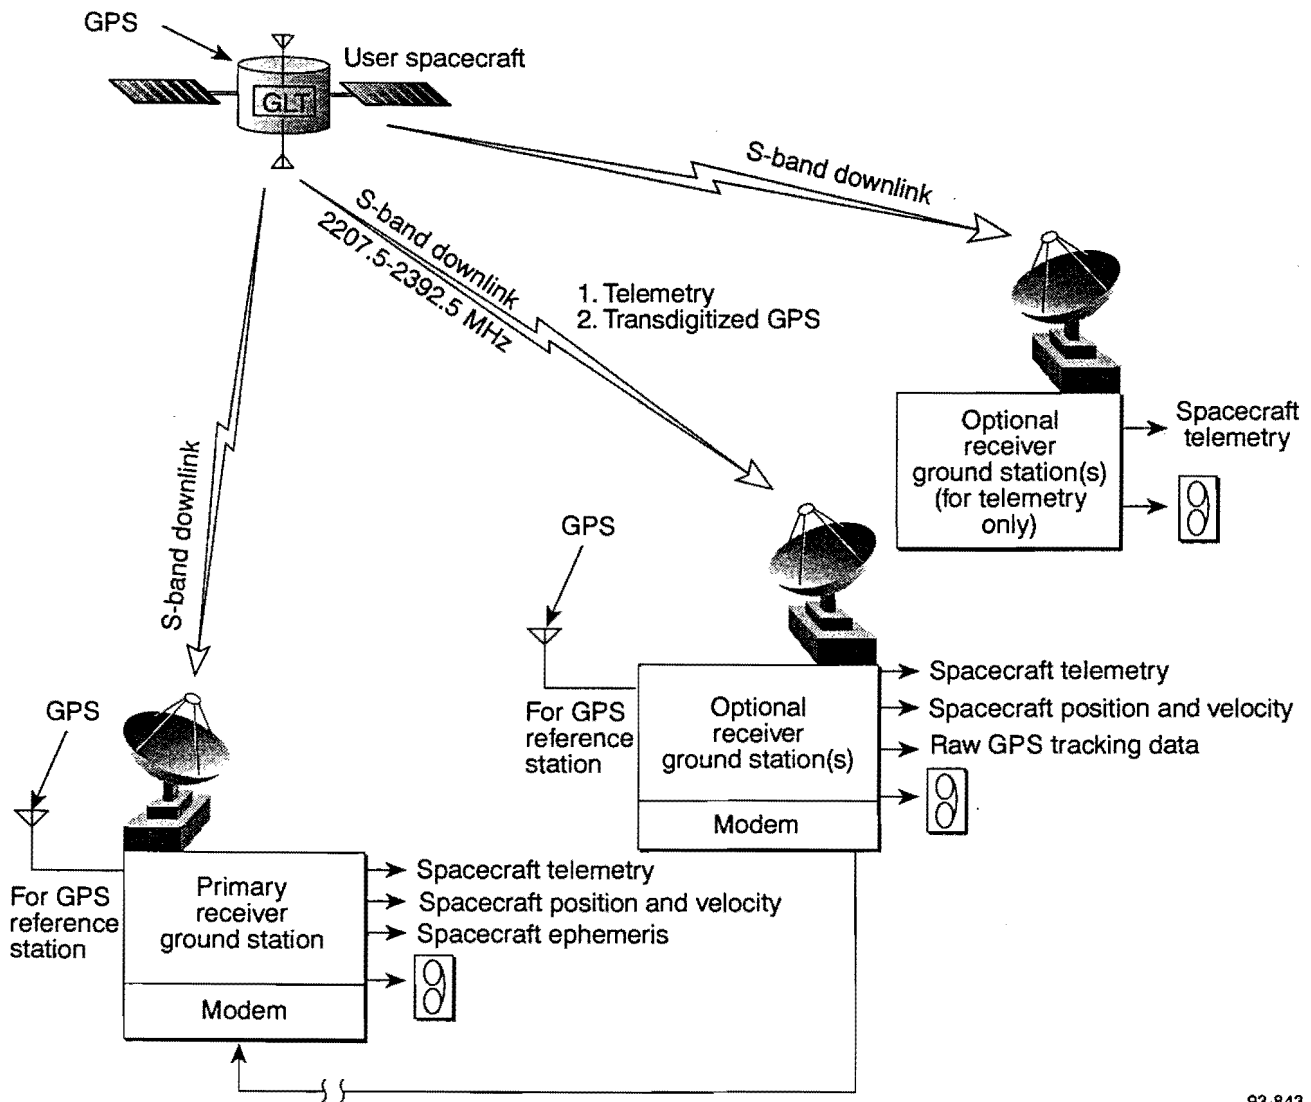 GPS
User spacecraft
GLT
S-band downlink
S-band downlink
2207.5-2392.5 MHz
1. Telemetry
2. Transdigitized GPS
S-band downlink
Optional
receiver
ground station(s)
(for telemetry
only)
Spacecraft
telemetry
GPS
For GPS
reference
station
Optional
receiver
ground station(s)
Modem
Spacecraft telemetry
Spacecraft position and velocity
Raw GPS tracking data
GPS
For GPS
reference
station
Primary
receiver
ground station
Modem
Spacecraft telemetry
Spacecraft position and velocity
Spacecraft ephemeris
93-843